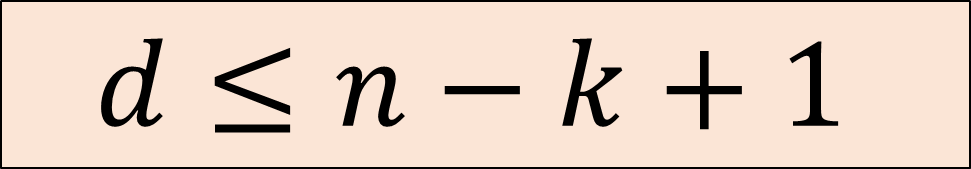 d ≤ n − k + 1